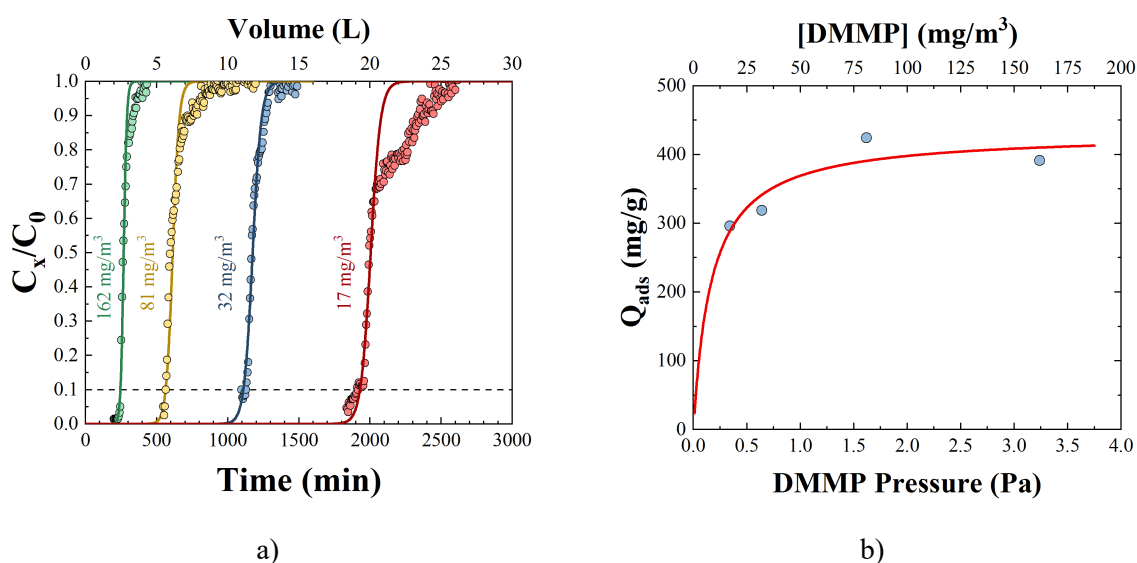 Volume (L)
0 5 10 15 20 25 30
1.0
0.9
0.8
0.7
0.6
0.5
0.4
0.3
0.2
0.1
0.0
C_x/C_0
162 mg/m³
81 mg/m³
32 mg/m³
17 mg/m³
0 500 1000 1500 2000 2500 3000
Time (min)
a)
[DMMP] (mg/m³)
0 25 50 75 100 125 150 175 200
500
400
300
200
100
0
Q_ads (mg/g)
0.0 0.5 1.0 1.5 2.0 2.5 3.0 3.5 4.0
DMMP Pressure (Pa)
b)